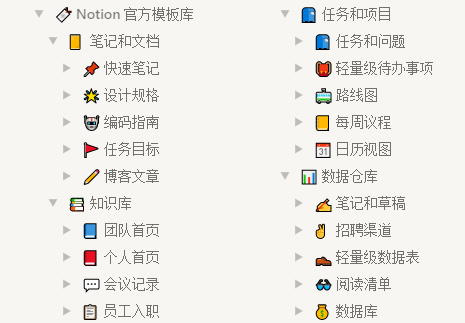 Notion 官方模板库
笔记和文档
快速笔记
设计规格
编码指南
任务目标
博客文章
知识库
团队首页
个人首页
会议记录
员工入职
任务和项目
任务和问题
轻量级待办事项
路线图
每周议程
31
日历视图
数据仓库
笔记和草稿
招聘渠道
轻量级数据表
阅读清单
数据库